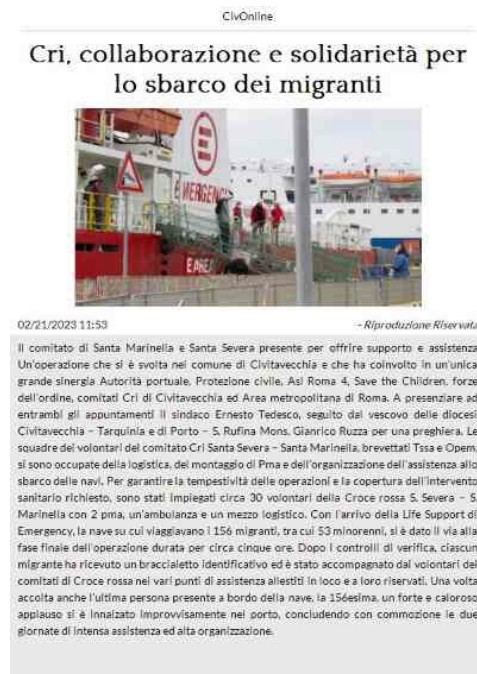 CivOnline
Cri, collaborazione e solidarietà per
lo sbarco dei migranti
EMERGENCY
02/21/2023 11:53
- Riproduzione Riservata
Il comitato di Santa Marinella e Santa Severa presente per offrire supporto e assistenza
Un'operazione che si è svolta nel comune di Civitavecchia e che ha coinvolto in un'unica
grande sinergia Autorità portuale, Protezione civile, Asl Roma 4, Save the Children, forze
dell'ordine, comitati Cri di Civitavecchia ed Area metropolitana di Roma. A presenziare ad
entrambi gli appuntamenti il sindaco Ernesto Tedesco, seguito dal vescovo delle diocesi
Civitavecchia – Tarquinia e di Porto – S. Rufina Mons. Gianrico Ruzza per una preghiera. Le
squadre dei volontari del comitato Cri Santa Severa – Santa Marinella, brevettati Tssa e Opem,
si sono occupate della logistica, del montaggio di Pma e dell'organizzazione dell'assistenza allo
sbarco delle navi. Per garantire la tempestività delle operazioni e la copertura dell'intervento
sanitario richiesto, sono stati impiegati circa 30 volontari della Croce rossa S. Severa – S.
Marinella con 2 pma, un'ambulanza e un mezzo logistico. Con l'arrivo della Life Support di
Emergency, la nave su cui viaggiavano i 156 migranti, tra cui 53 minorenni, si è dato il via alla
fase finale dell'operazione durata per circa cinque ore. Dopo i controlli di verifica, ciascun
migrante ha ricevuto un braccialetto identificativo ed è stato accompagnato dai volontari dei
comitati di Croce rossa nei vari punti di assistenza allestiti in loco e a loro riservati. Una volta
accolta anche l'ultima persona presente a bordo della nave, la 156esima, un forte e caloroso
applauso si è innalzato improvvisamente nel porto, concludendo con commozione le due
giornate di intensa assistenza ed alta organizzazione.